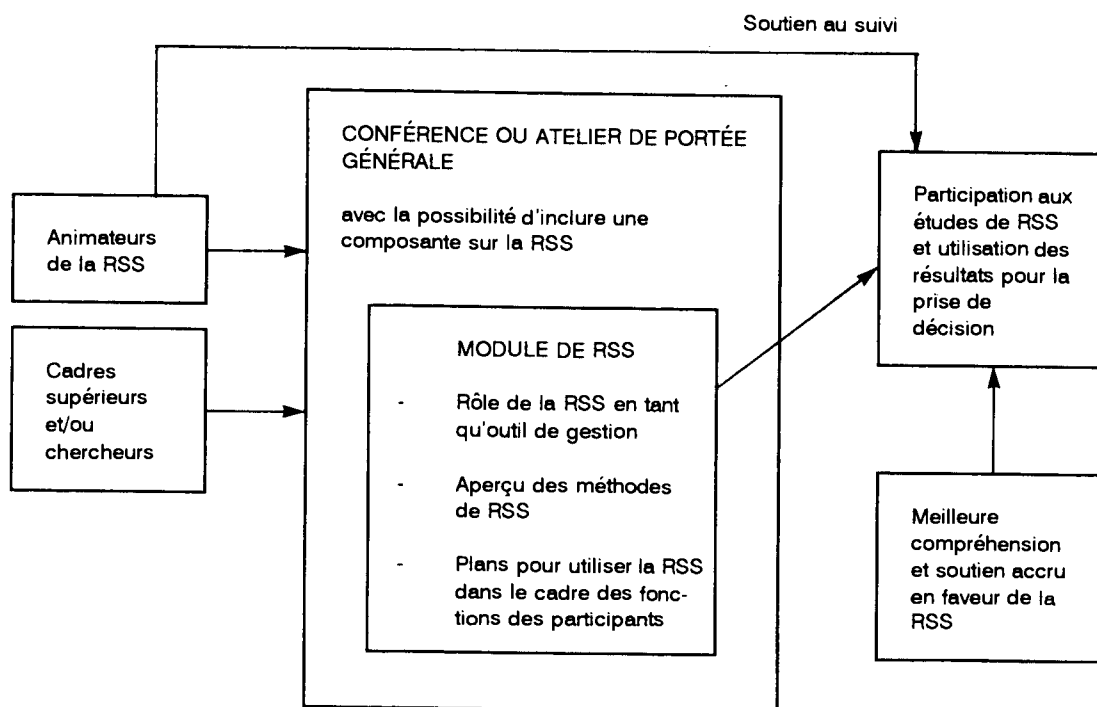 Soutien au suivi
CONFÉRENCE OU ATELIER DE PORTÉE
GÉNÉRALE
avec la possibilité d'inclure une
composante sur la RSS
Animateurs
de la RSS
Cadres
supérieurs
et/ou
chercheurs
MODULE DE RSS
- Rôle de la RSS en tant
qu'outil de gestion
- Aperçu des méthodes
de RSS
- Plans pour utiliser la RSS
dans le cadre des fonc-
tions des participants
Participation aux
études de RSS
et utilisation des
résultats pour la
prise de
décision
Meilleure
compréhension
et soutien accru
en faveur de la
RSS